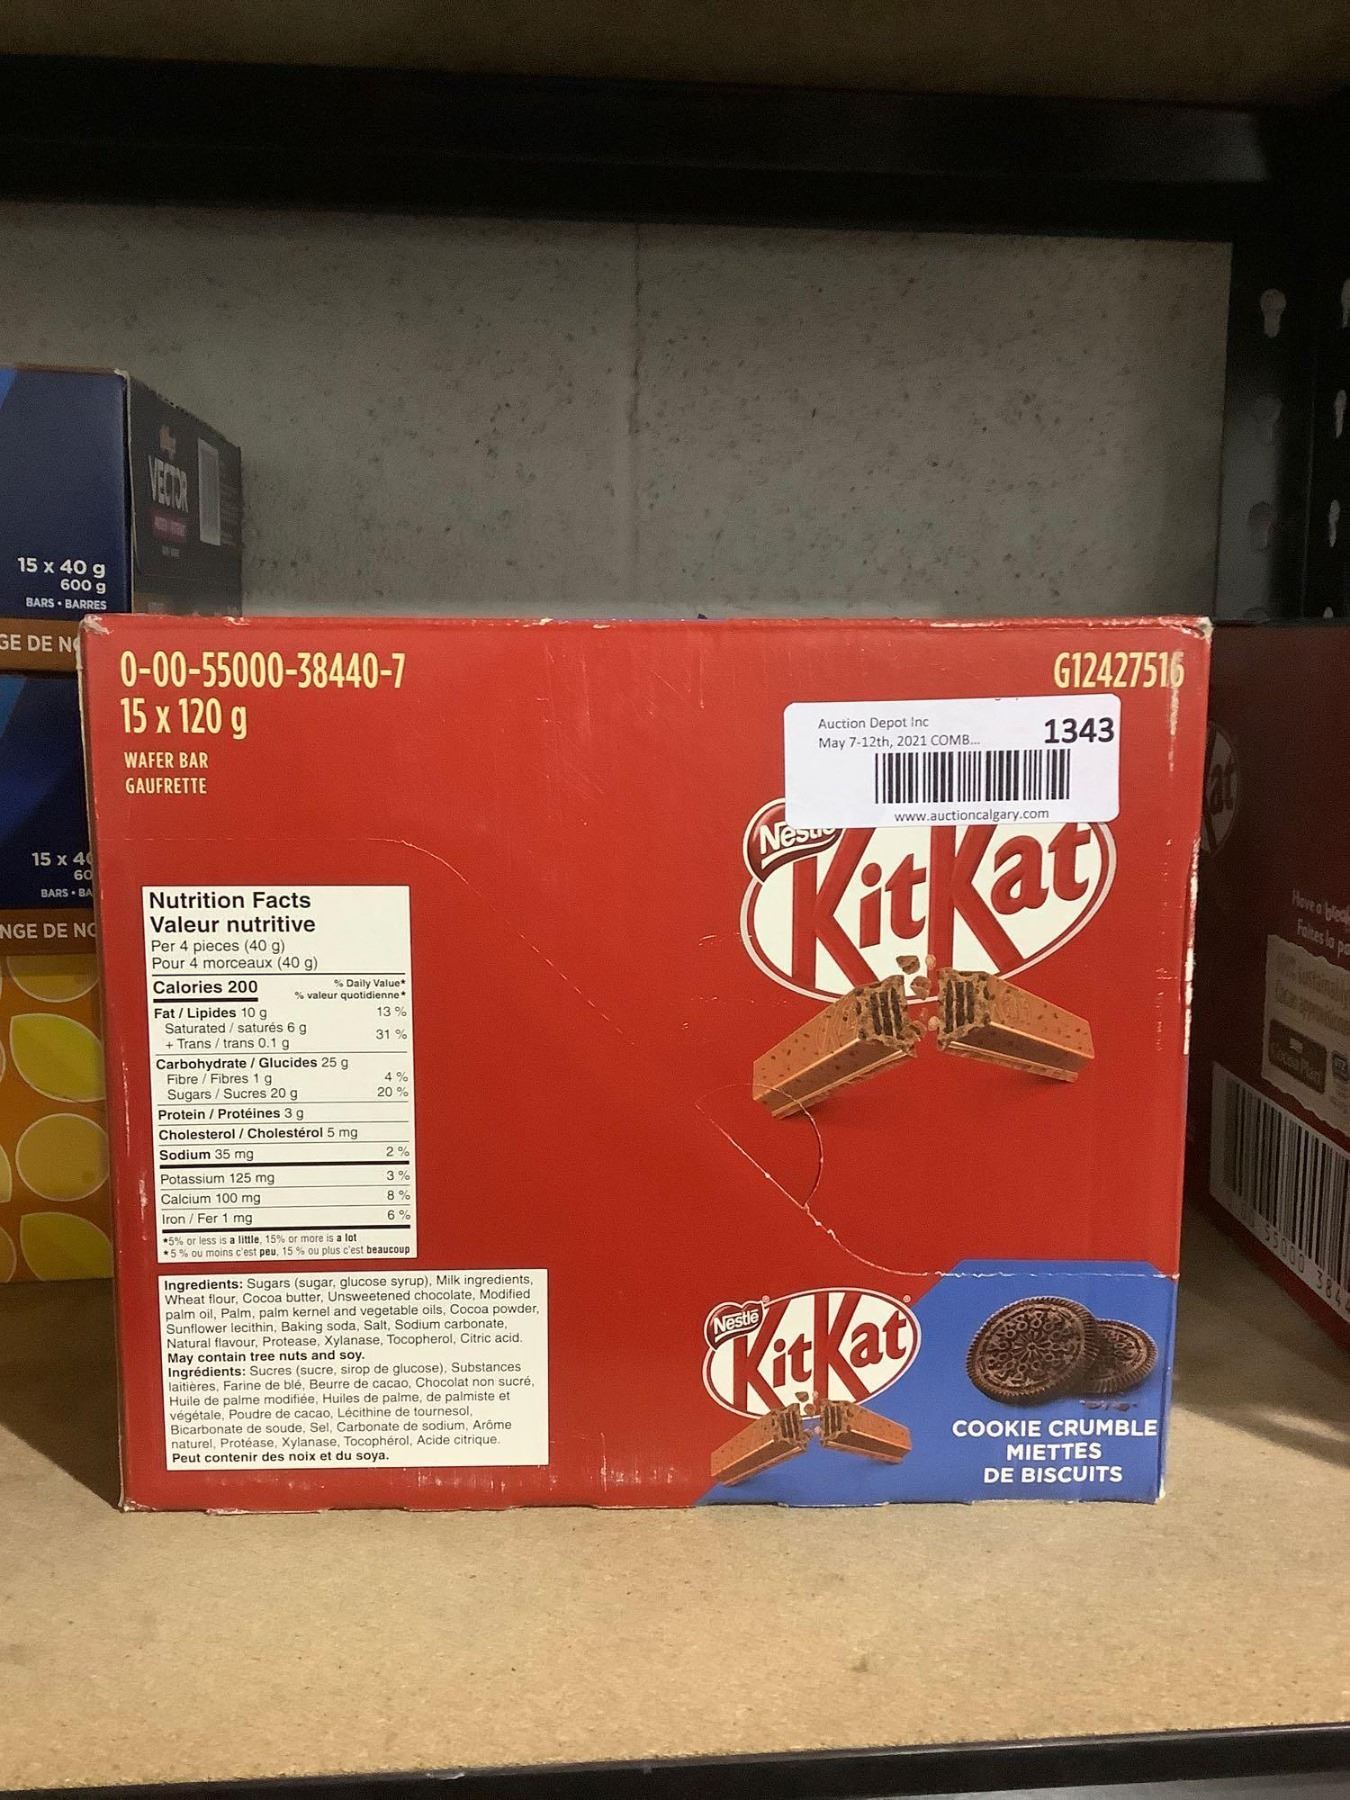 VECTOR
15 x 40 g
600 g
BARS • BARRES
GE DE
15 x
BARS •
NGE DE
0-00-55000-38440-7
15 x 120 g
WAFER BAR
GAUFRETTE
G12427516
Auction Depot Inc
May 7-12th, 2021 COMB...
1343
www.auctioncalgary.com
Nestlé
KitKat
Nutrition Facts
Valeur nutritive
Per 4 pieces (40 g)
Pour 4 morceaux (40 g)
Calories 200
% Daily Value*
% valeur quotidienne*
Fat / Lipides 10 g 13 %
Saturated / saturés 6 g
+ Trans / trans 0.1 g 31 %
Carbohydrate / Glucides 25 g
Fibre / Fibres 1 g 4 %
Sugars / Sucres 20 g 20 %
Protein / Protéines 3 g
Cholesterol / Cholestérol 5 mg
Sodium 35 mg 2 %
Potassium 125 mg 3 %
Calcium 100 mg 8 %
Iron / Fer 1 mg 6 %
*5% or less is a little, 15% or more is a lot
*5 % ou moins c'est peu, 15 % ou plus c'est beaucoup
Ingredients: Sugars (sugar, glucose syrup), Milk ingredients,
Wheat flour, Cocoa butter, Unsweetened chocolate, Modified
palm oil, Palm, palm kernel and vegetable oils, Cocoa powder,
Sunflower lecithin, Baking soda, Salt, Sodium carbonate,
Natural flavour, Protease, Xylanase, Tocopherol, Citric acid.
May contain tree nuts and soy.
Ingrédients: Sucres (sucre, sirop de glucose), Substances
laitières, Farine de blé, Beurre de cacao, Chocolat non sucré,
Huile de palme modifiée, Huiles de palme, de palmiste et
végétale, Poudre de cacao, Lécithine de tournesol,
Bicarbonate de soude, Sel, Carbonate de sodium, Arôme
naturel, Protéase, Xylanase, Tocophérol, Acide citrique.
Peut contenir des noix et du soya.
Nestlé
KitKat
COOKIE CRUMBLE
MIETTES
DE BISCUITS
Have a
Faites la
55000